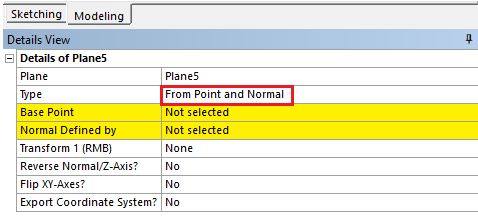 Sketching Modeling
Details View
Details of Plane5
Plane Plane5
Type From Point and Normal
Base Point Not selected
Normal Defined by Not selected
Transform 1 (RMB) None
Reverse Normal/Z-Axis? No
Flip XY-Axes? No
Export Coordinate System? No